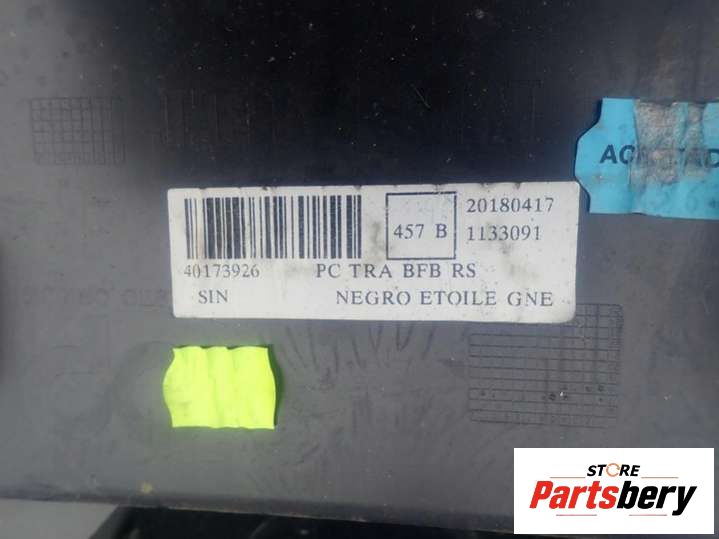 20180417
457 B
1133091
40173926 PC TRA BFB RS
SIN NEGRO ETOILE GNE
STORE
Partsbery